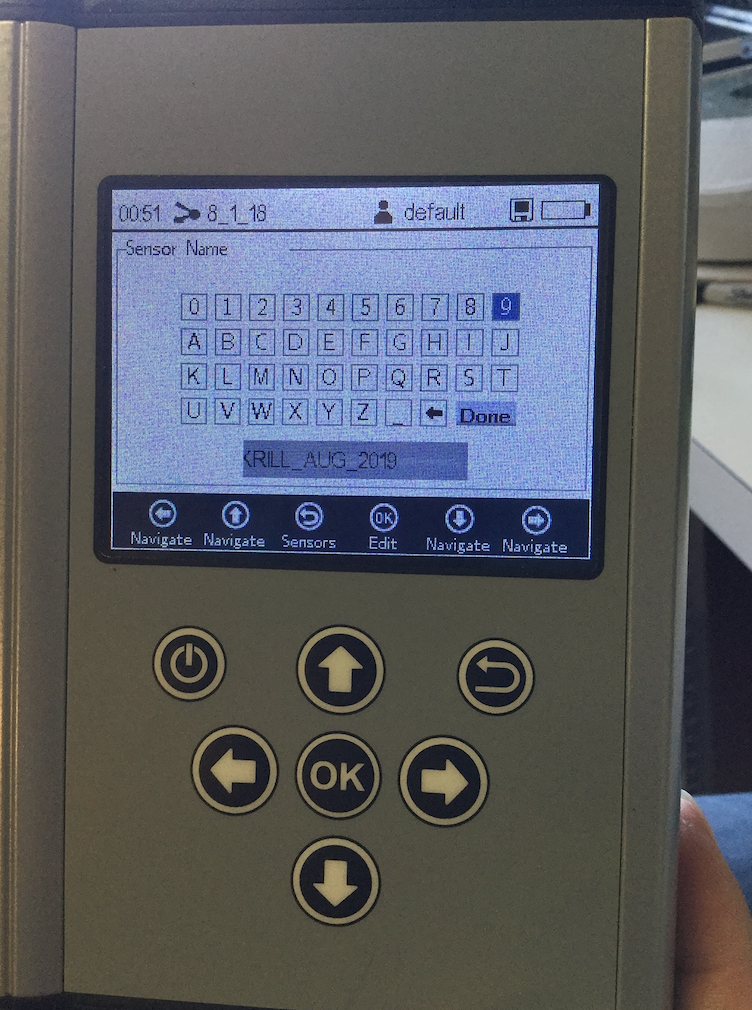 00:51 8_1_18 default
Sensor Name
0 1 2 3 4 5 6 7 8 9
A B C D E F G H I J
K L M N O P Q R S T
U V W X Y Z _ Done
KRILL_AUG_2019
OK
Navigate Navigate Sensors Edit Navigate Navigate
OK